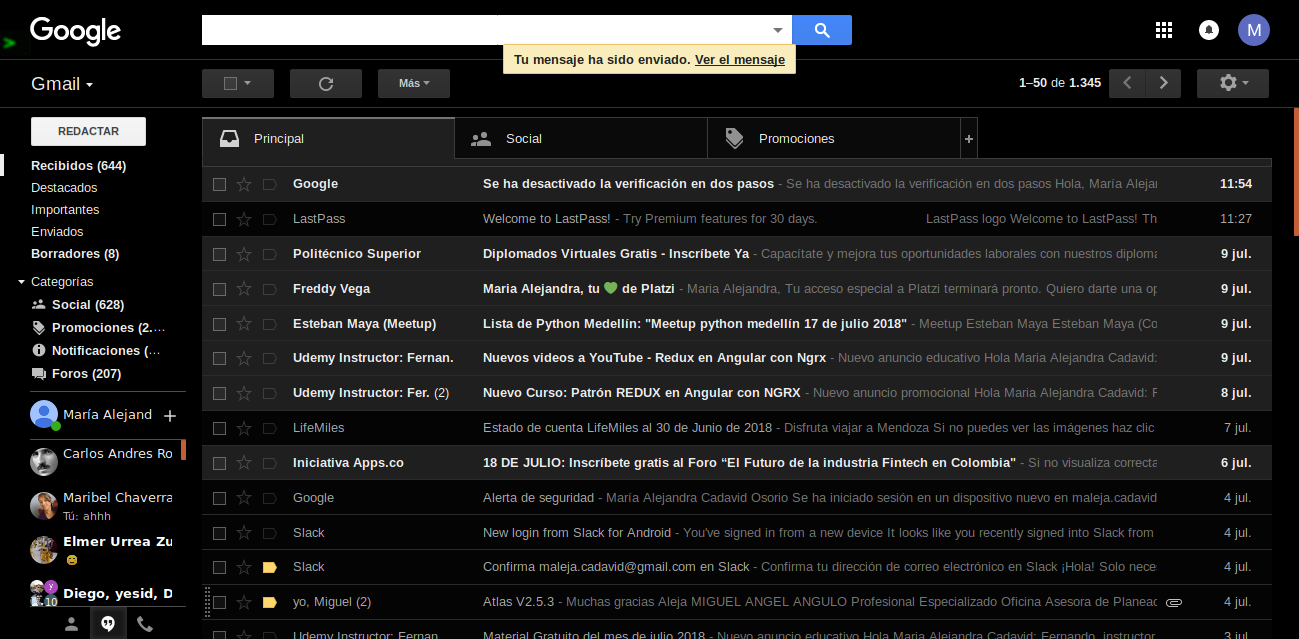 Google
M
Tu mensaje ha sido enviado. Ver el mensaje
Gmail
Más
1–50 de 1.345
REDACTAR
Principal
Social
Promociones
+
Recibidos (644)
Destacados
Importantes
Enviados
Borradores (8)
Categorías
Social (628)
Promociones (2.…
Notificaciones (…
Foros (207)
María Alejand
Carlos Andres Ro
Maribel Chaverra
Tú: ahhh
Elmer Urrea Zu
Y
10
Diego, yesid, D
Google Se ha desactivado la verificación en dos pasos - Se ha desactivado la verificación en dos pasos Hola, María Alejar 11:54
LastPass Welcome to LastPass! - Try Premium features for 30 days. LastPass logo Welcome to LastPass! Th 11:27
Politécnico Superior Diplomados Virtuales Gratis - Inscríbete Ya - Capacítate y mejora tus oportunidades laborales con nuestros diploma 9 jul.
Freddy Vega Maria Alejandra, tu 💚 de Platzi - Maria Alejandra, Tu acceso especial a Platzi terminará pronto. Quiero darte una op 9 jul.
Esteban Maya (Meetup) Lista de Python Medellín: "Meetup python medellín 17 de julio 2018" - Meetup Esteban Maya Esteban Maya (Co 9 jul.
Udemy Instructor: Fernan. Nuevos videos a YouTube - Redux en Angular con Ngrx - Nuevo anuncio educativo Hola Maria Alejandra Cadavid: 9 jul.
Udemy Instructor: Fer. (2) Nuevo Curso: Patrón REDUX en Angular con NGRX - Nuevo anuncio promocional Hola Maria Alejandra Cadavid: F 8 jul.
LifeMiles Estado de cuenta LifeMiles al 30 de Junio de 2018 - Disfruta viajar a Mendoza Si no puedes ver las imágenes haz clic 7 jul.
Iniciativa Apps.co 18 DE JULIO: Inscríbete gratis al Foro “El Futuro de la industria Fintech en Colombia" - Si no visualiza correcta 6 jul.
Google Alerta de seguridad - María Alejandra Cadavid Osorio Se ha iniciado sesión en un dispositivo nuevo en maleja.cadavid 4 jul.
Slack New login from Slack for Android - You've signed in from a new device It looks like you recently signed into Slack from 4 jul.
Slack Confirma maleja.cadavid@gmail.com en Slack - Confirma tu dirección de correo electrónico en Slack ¡Hola! Solo nece 4 jul.
yo, Miguel (2) Atlas V2.5.3 - Muchas gracias Aleja MIGUEL ANGEL ANGULO Profesional Especializado Oficina Asesora de Planeac 4 jul.
Udemy Instructor: Fernan. Material Gratuito del mes de julio 2018 - Nuevo anuncio educativo Hola Maria Alejandra Cadavid: Fernando, instructor 3 jul.